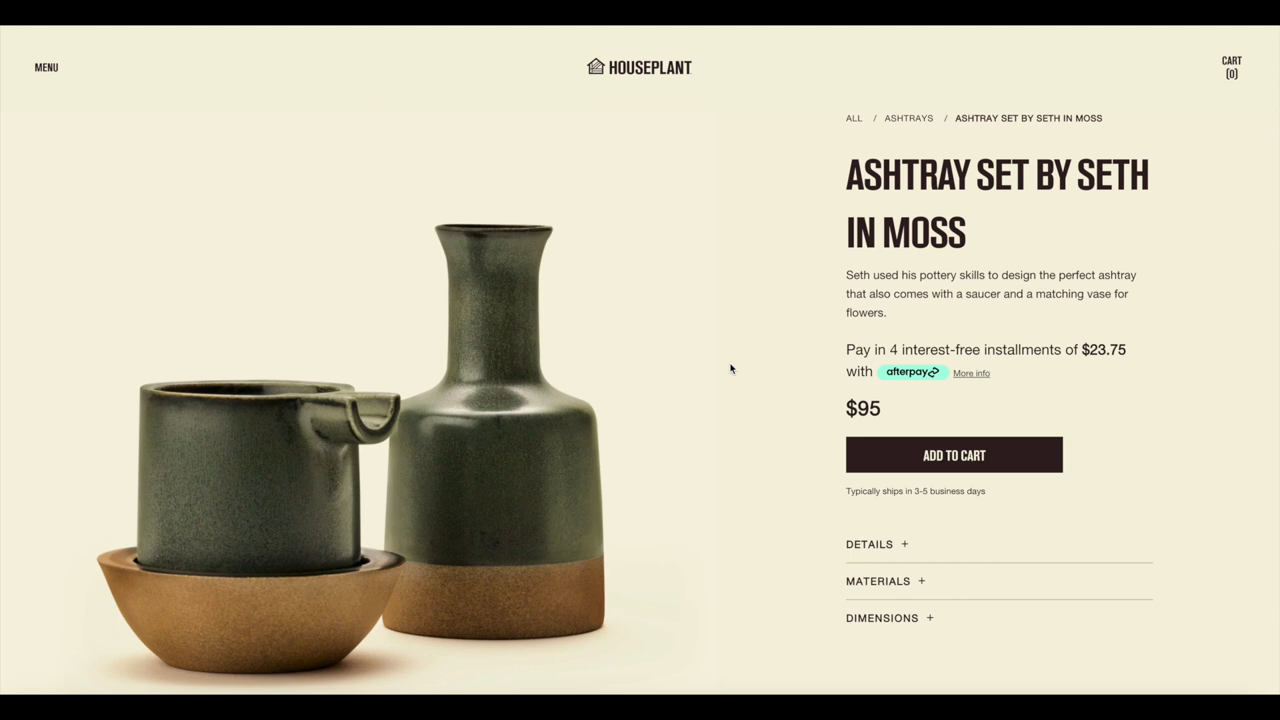 MENU
HOUSEPLANT
CART
(0)
ALL / ASHTRAYS / ASHTRAY SET BY SETH IN MOSS
ASHTRAY SET BY SETH
IN MOSS
Seth used his pottery skills to design the perfect ashtray
that also comes with a saucer and a matching vase for
flowers.
Pay in 4 interest-free installments of $23.75
with afterpay More info
$95
ADD TO CART
Typically ships in 3-5 business days
DETAILS +
MATERIALS +
DIMENSIONS +